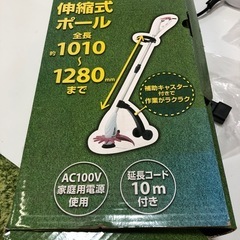 伸縮式
ポール
全長
約1010
～
1280mm
まで
補助キャスター
付きで
作業がラクラク
AC100V
家庭用電源
使用
延長コード
10m
付き